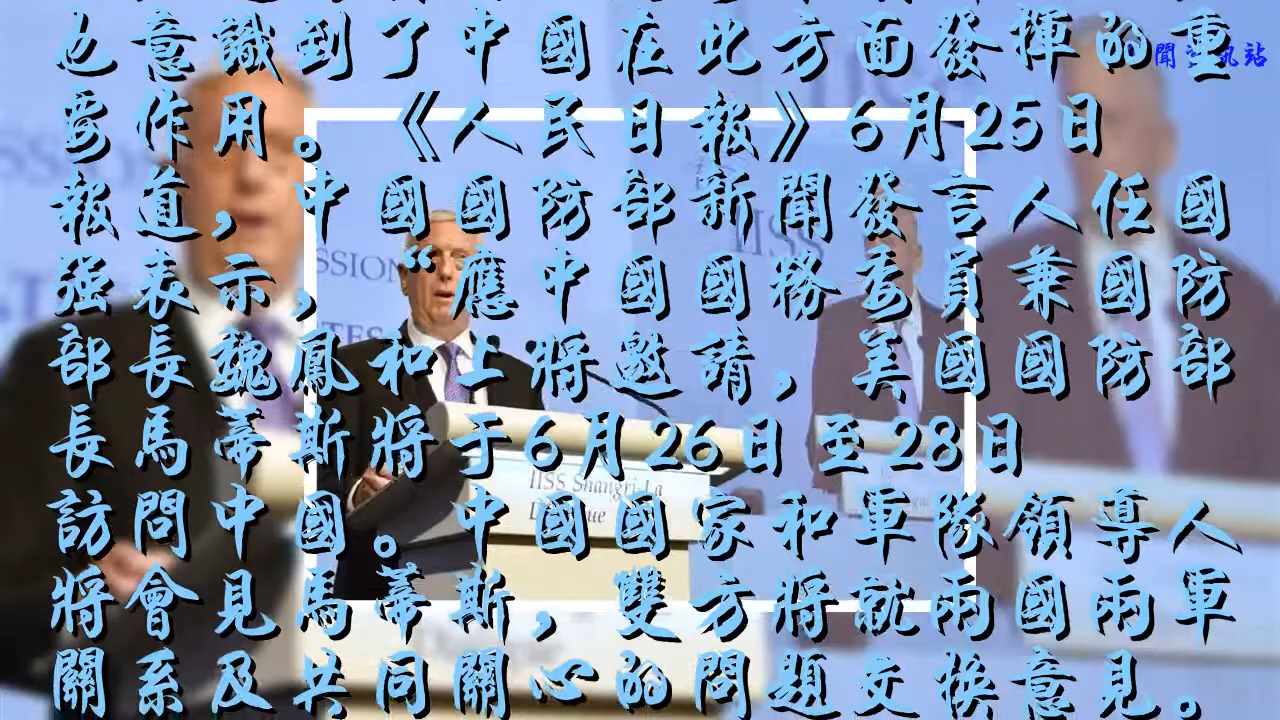 也意識到了中國在此方面發揮的重
要作用。《人民日報》6月25日
報道，中國國防部新聞發言人任國
强表示，“應中國國務委員兼國防
部長魏鳳和上將邀請，美國國防部
長馬蒂斯將于6月26日至28日
訪問中國。中國國家和軍隊領導人
將會見馬蒂斯，雙方將就兩國兩軍
關系及共同關心的問題交換意見。
IISS
SSION
IISS Shangri-La